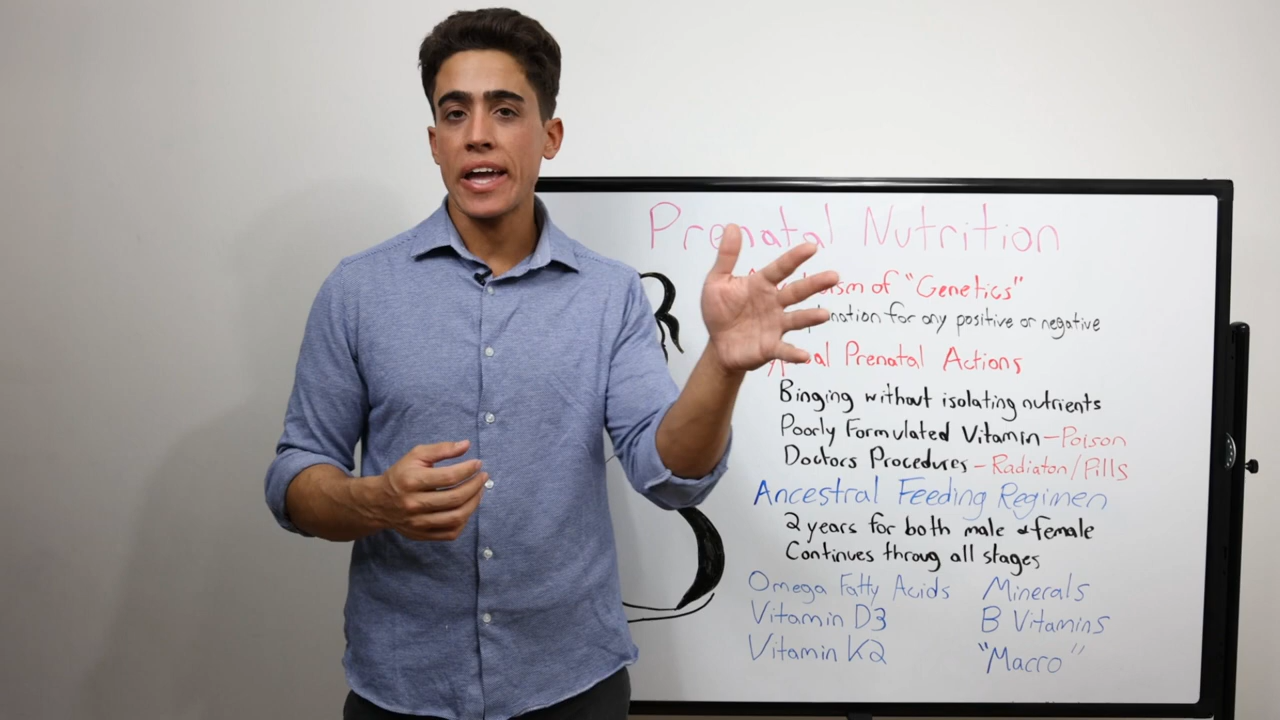 Prenatal Nutrition
of "Genetics"
for any positive or negative
Prenatal Actions
Binging without isolating nutrients
Poorly Formulated Vitamin - Poison
Doctors Procedures - Radiaton/Pills
Ancestral Feeding Regimen
2 years for both male & female
Continues throug all stages
Omega Fatty Acids
Vitamin D3
Vitamin K2
Minerals
B Vitamins
"Macro"